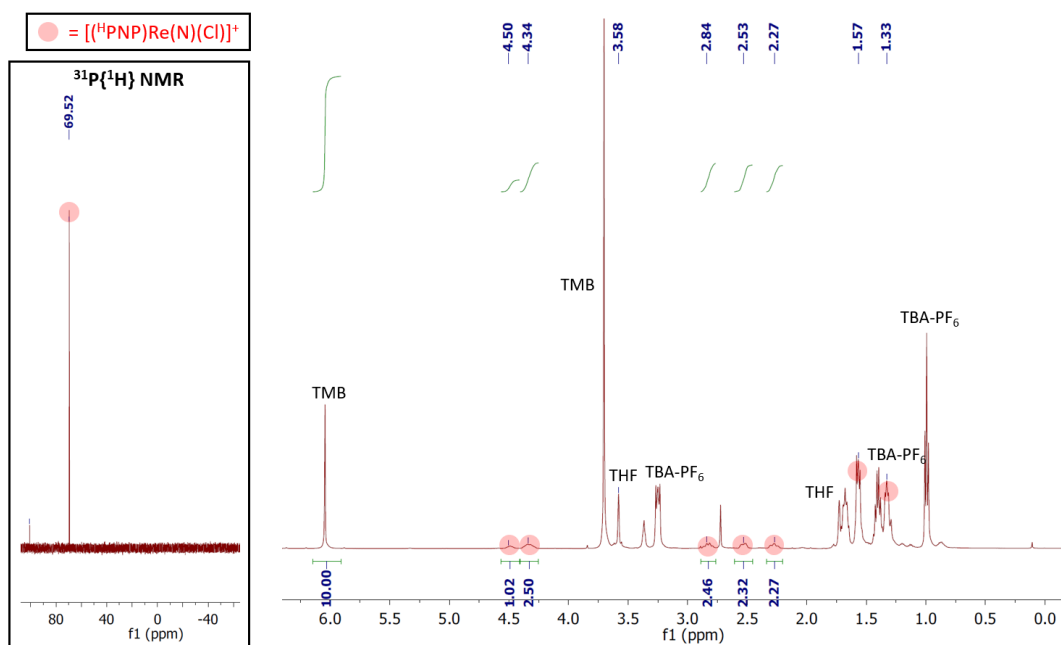 = [(ᴴPNP)Re(N)(Cl)]⁺
³¹P{¹H} NMR
69.52
80 40 0 -40
f1 (ppm)
4.50 4.34 3.58 2.84 2.53 2.27 1.57 1.33
TMB
TMB
THF
TBA-PF₆
THF
TBA-PF₆
TBA-PF₆
10.00 1.02 2.50 2.46 2.32 2.27
6.0 5.5 5.0 4.5 4.0 3.5 3.0 2.5 2.0 1.5 1.0 0.5 0.0
f1 (ppm)